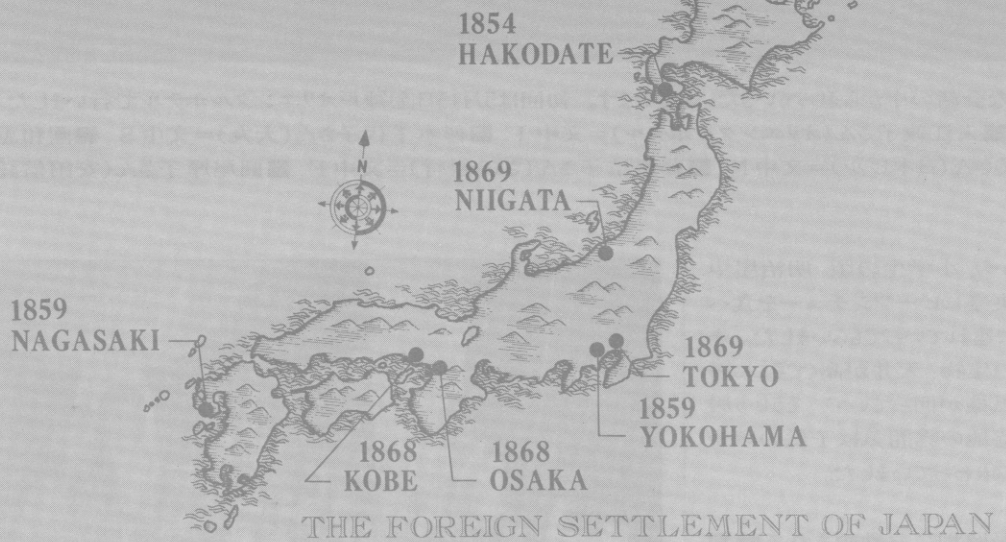 1854
HAKODATE
N
1869
NIIGATA
1859
NAGASAKI
1869
TOKYO
1859
YOKOHAMA
1868
KOBE
1868
OSAKA
THE FOREIGN SETTLEMENT OF JAPAN